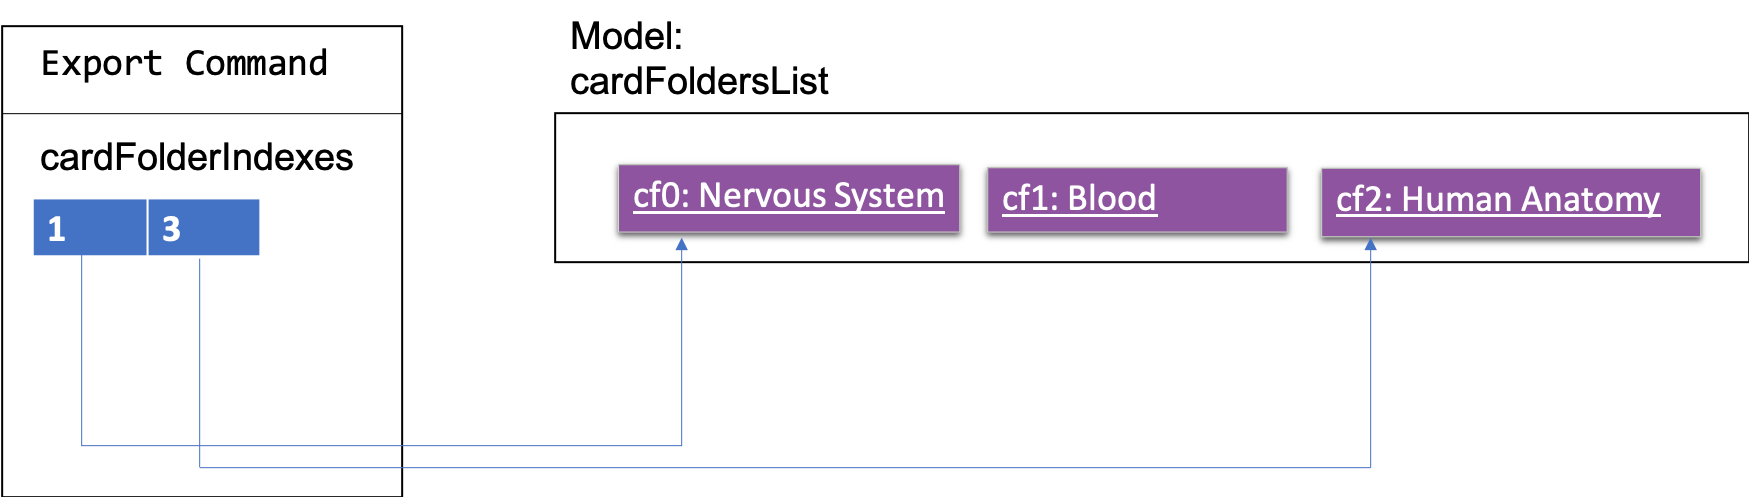 Export Command
cardFolderIndexes
1 3
Model:
cardFoldersList
cf0: Nervous System
cf1: Blood
cf2: Human Anatomy